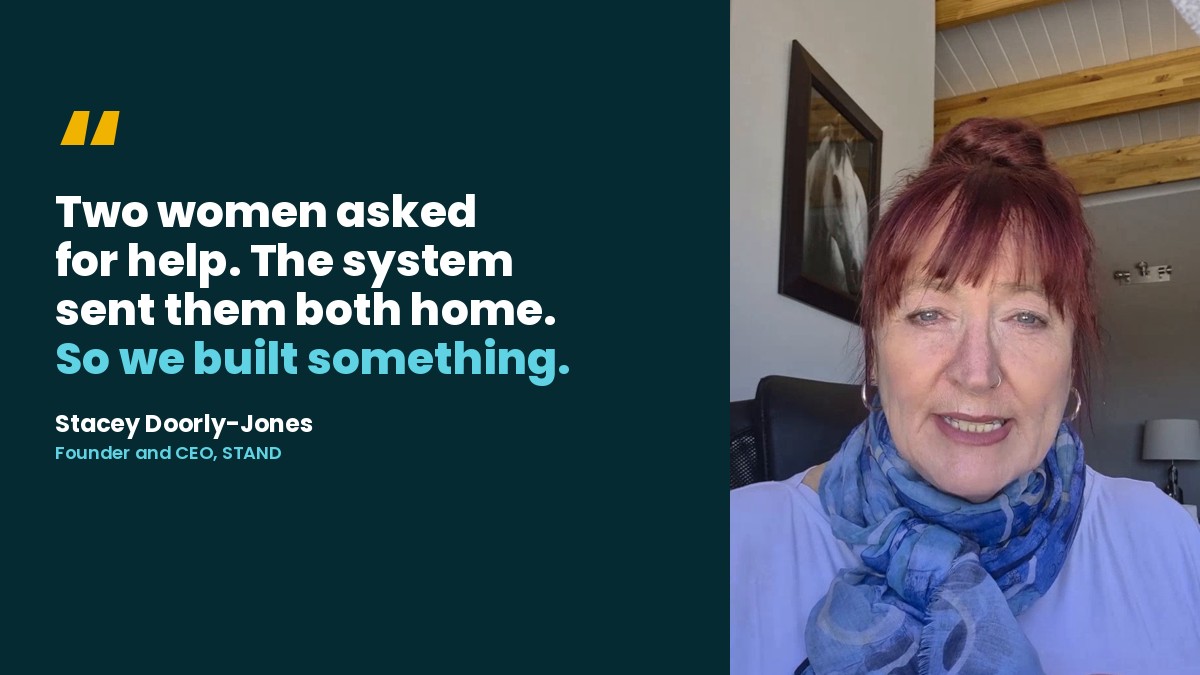 “
Two women asked
for help. The system
sent them both home.
So we built something.
Stacey Doorly-Jones
Founder and CEO, STAND